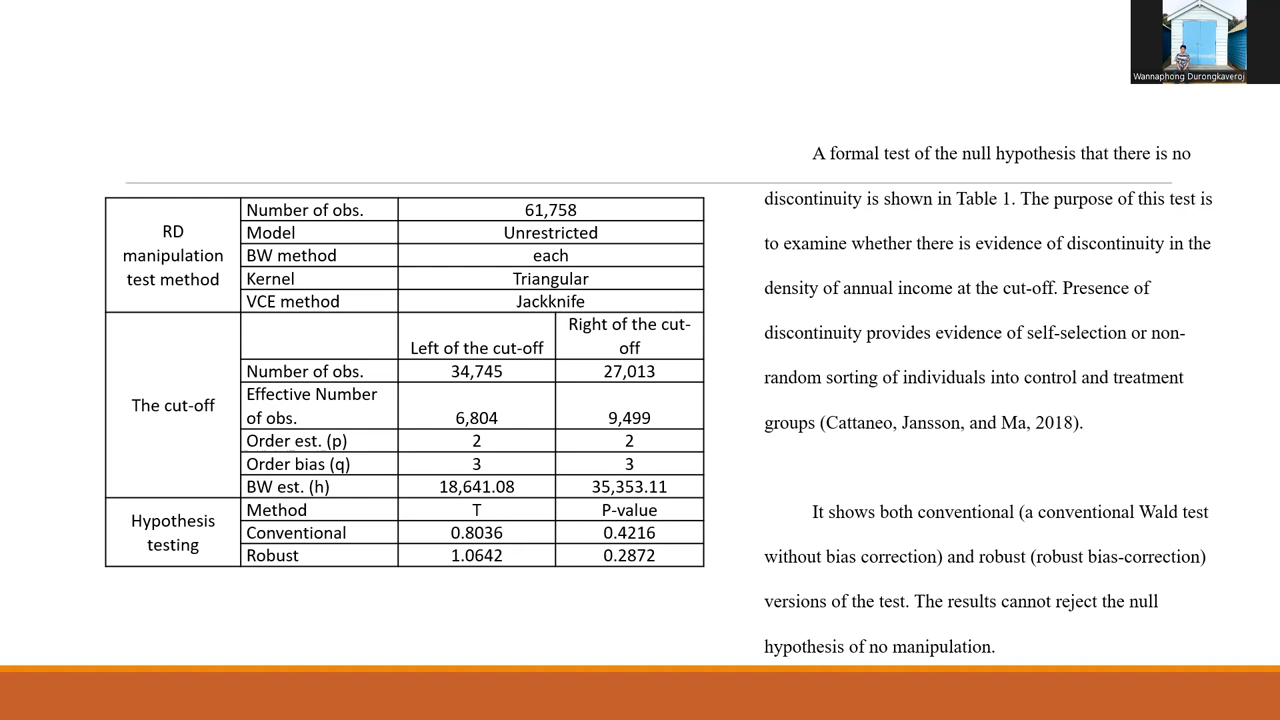 Wannaphong Durongkaveroj
A formal test of the null hypothesis that there is no
discontinuity is shown in Table 1. The purpose of this test is
to examine whether there is evidence of discontinuity in the
density of annual income at the cut-off. Presence of
discontinuity provides evidence of self-selection or non-
random sorting of individuals into control and treatment
groups (Cattaneo, Jansson, and Ma, 2018).
It shows both conventional (a conventional Wald test
without bias correction) and robust (robust bias-correction)
versions of the test. The results cannot reject the null
hypothesis of no manipulation.
RD
manipulation
test method
Number of obs. 61,758
Model Unrestricted
BW method each
Kernel Triangular
VCE method Jackknife
The cut-off
Left of the cut-off
Right of the cut-
off
Number of obs. 34,745 27,013
Effective Number
of obs. 6,804 9,499
Order est. (p) 2 2
Order bias (q) 3 3
BW est. (h) 18,641.08 35,353.11
Hypothesis
testing
Method T P-value
Conventional 0.8036 0.4216
Robust 1.0642 0.2872